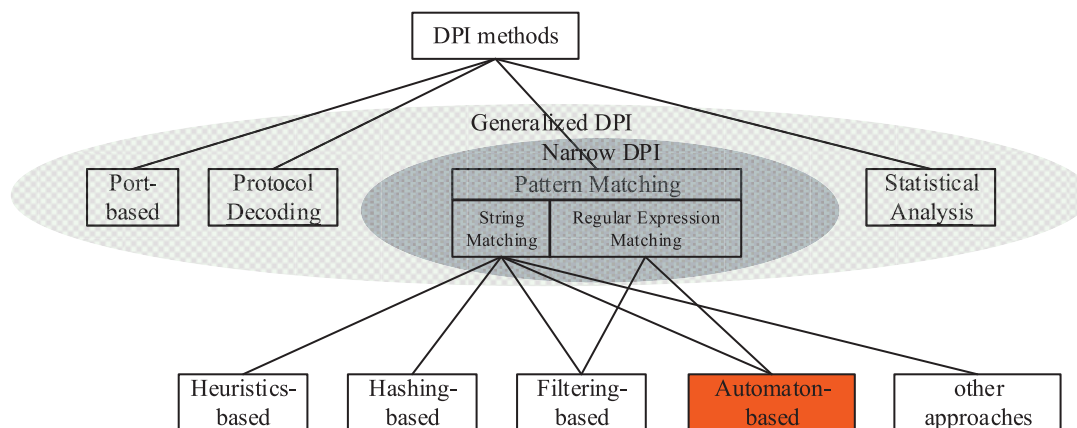 DPI methods
Generalized DPI
Narrow DPI
Port-
based
Protocol
Decoding
Pattern Matching
String
Matching
Regular Expression
Matching
Statistical
Analysis
Heuristics-
based
Hashing-
based
Filtering-
based
Automaton-
based
other
approaches